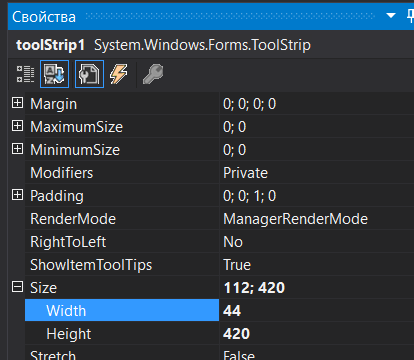 Свойства
toolStrip1 System.Windows.Forms.ToolStrip
Margin 0; 0; 0; 0
MaximumSize 0; 0
MinimumSize 0; 0
Modifiers Private
Padding 0; 0; 1; 0
RenderMode ManagerRenderMode
RightToLeft No
ShowItemToolTips True
Size 112; 420
Width 44
Height 420
Stretch False